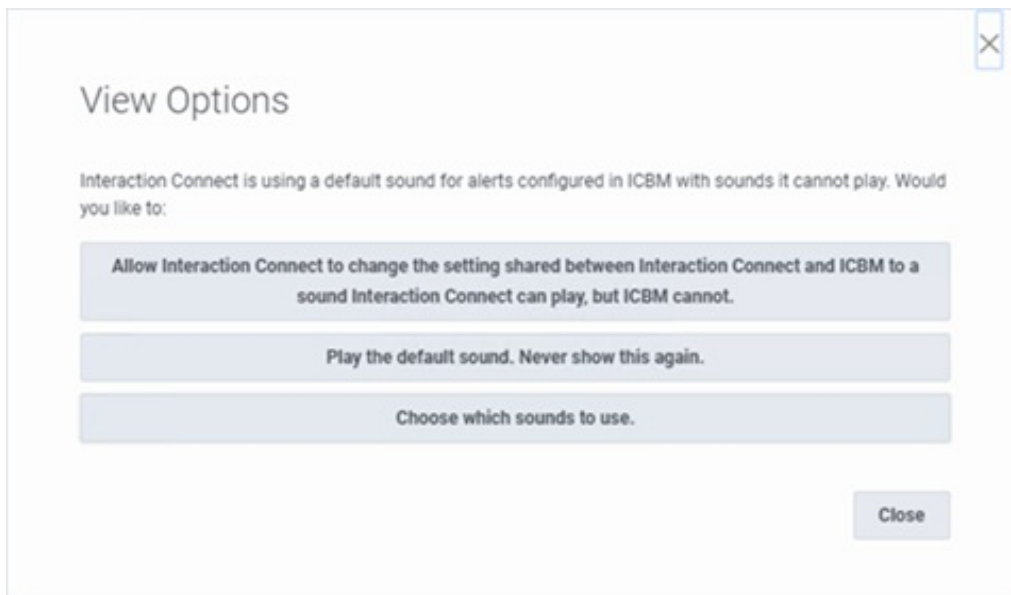 View Options
Interaction Connect is using a default sound for alerts configured in ICBM with sounds it cannot play. Would
you like to:
Allow Interaction Connect to change the setting shared between Interaction Connect and ICBM to a
sound Interaction Connect can play, but ICBM cannot.
Play the default sound. Never show this again.
Choose which sounds to use.
Close